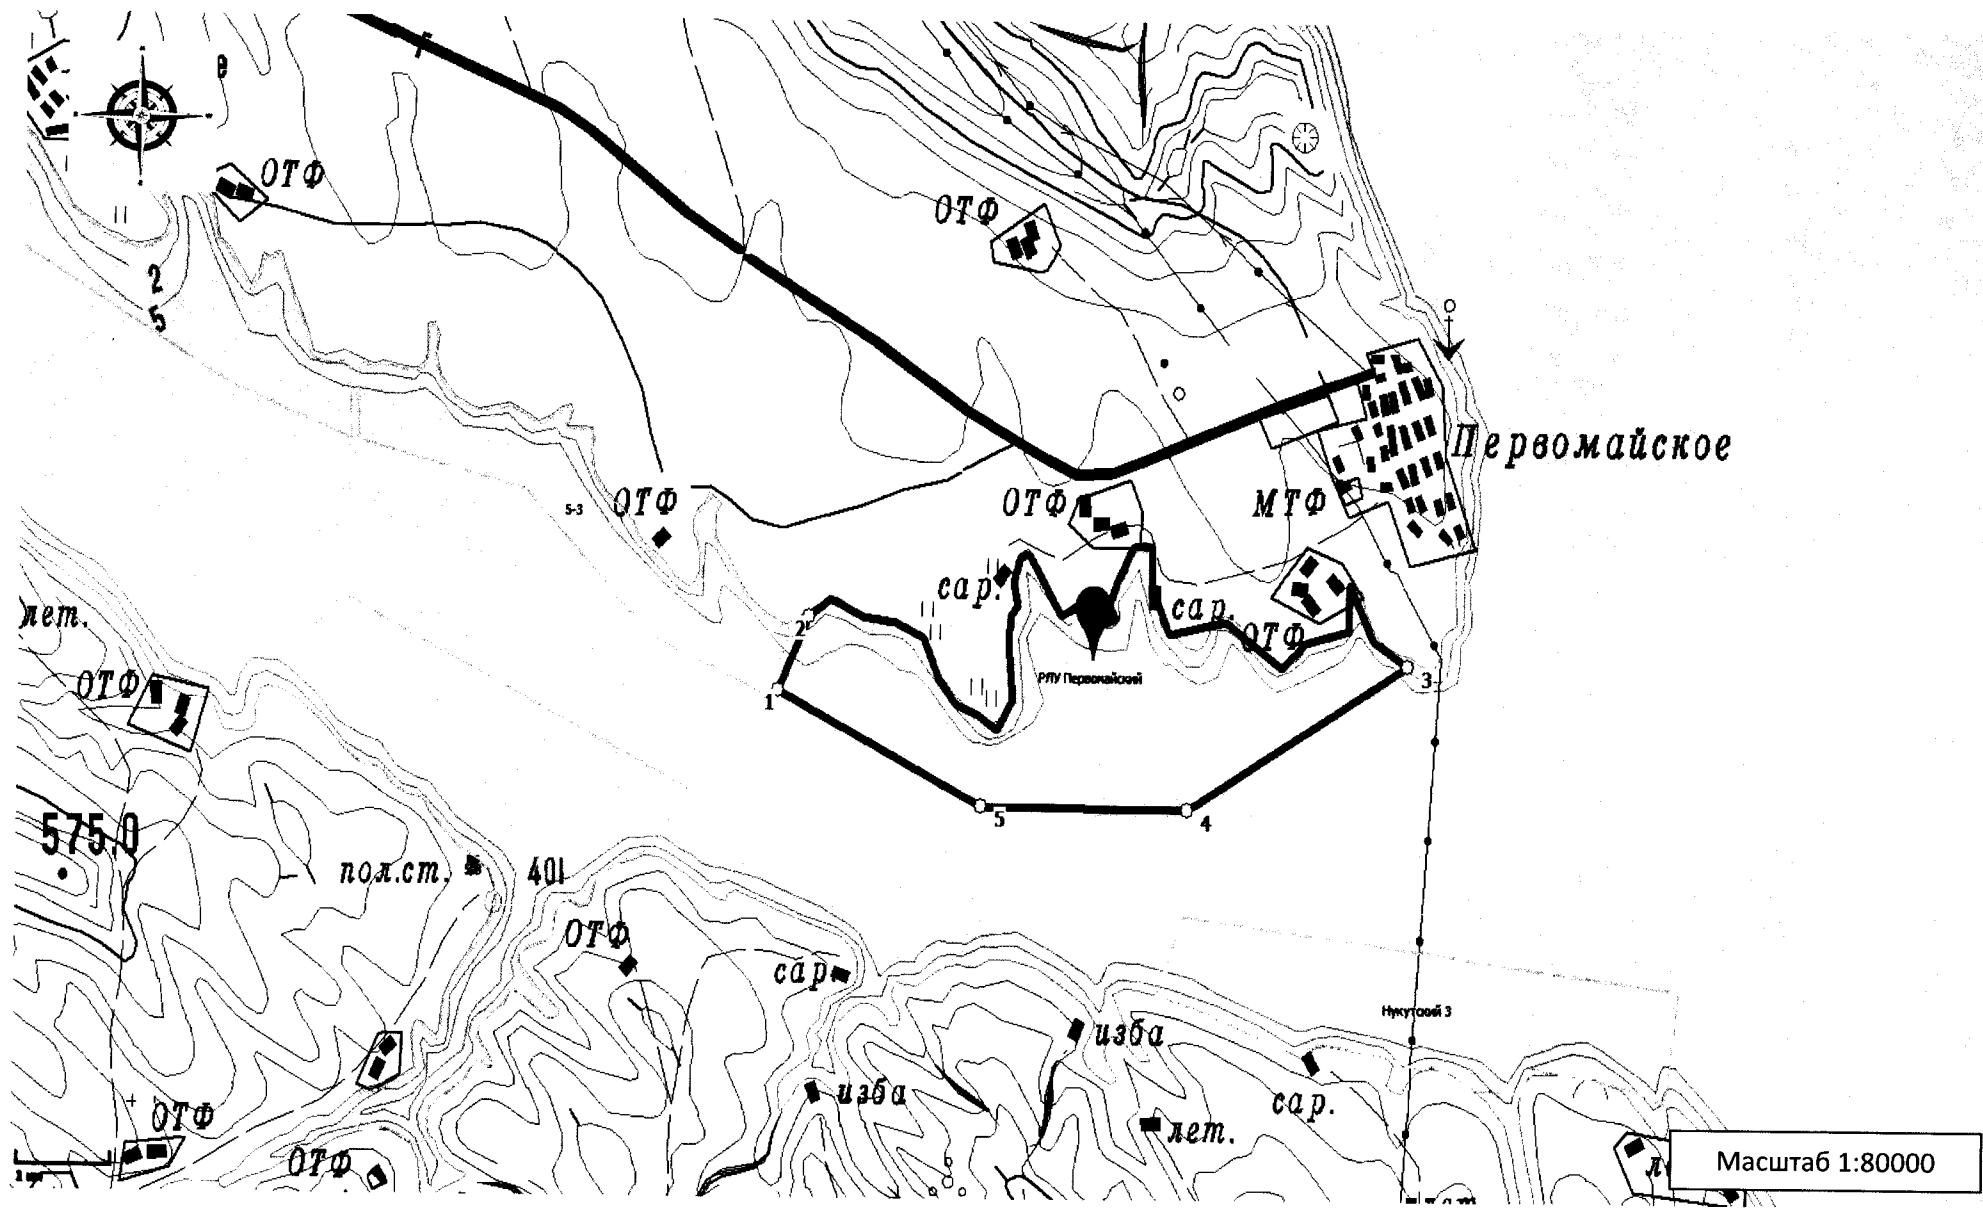 е
ОТФ
ОТФ
2
5
Первомайское
ОТФ
ОТФ
МТФ
S-3
сар.
сар.
лет.
2
ОТФ
ОТФ
РЛУ Первомайский
3
1
5
4
575.0
пол.ст.
401
ОТФ
сар
Нукутский 3
изба
изба
сар.
ОТФ
лет.
ОТФ
Масштаб 1:80000